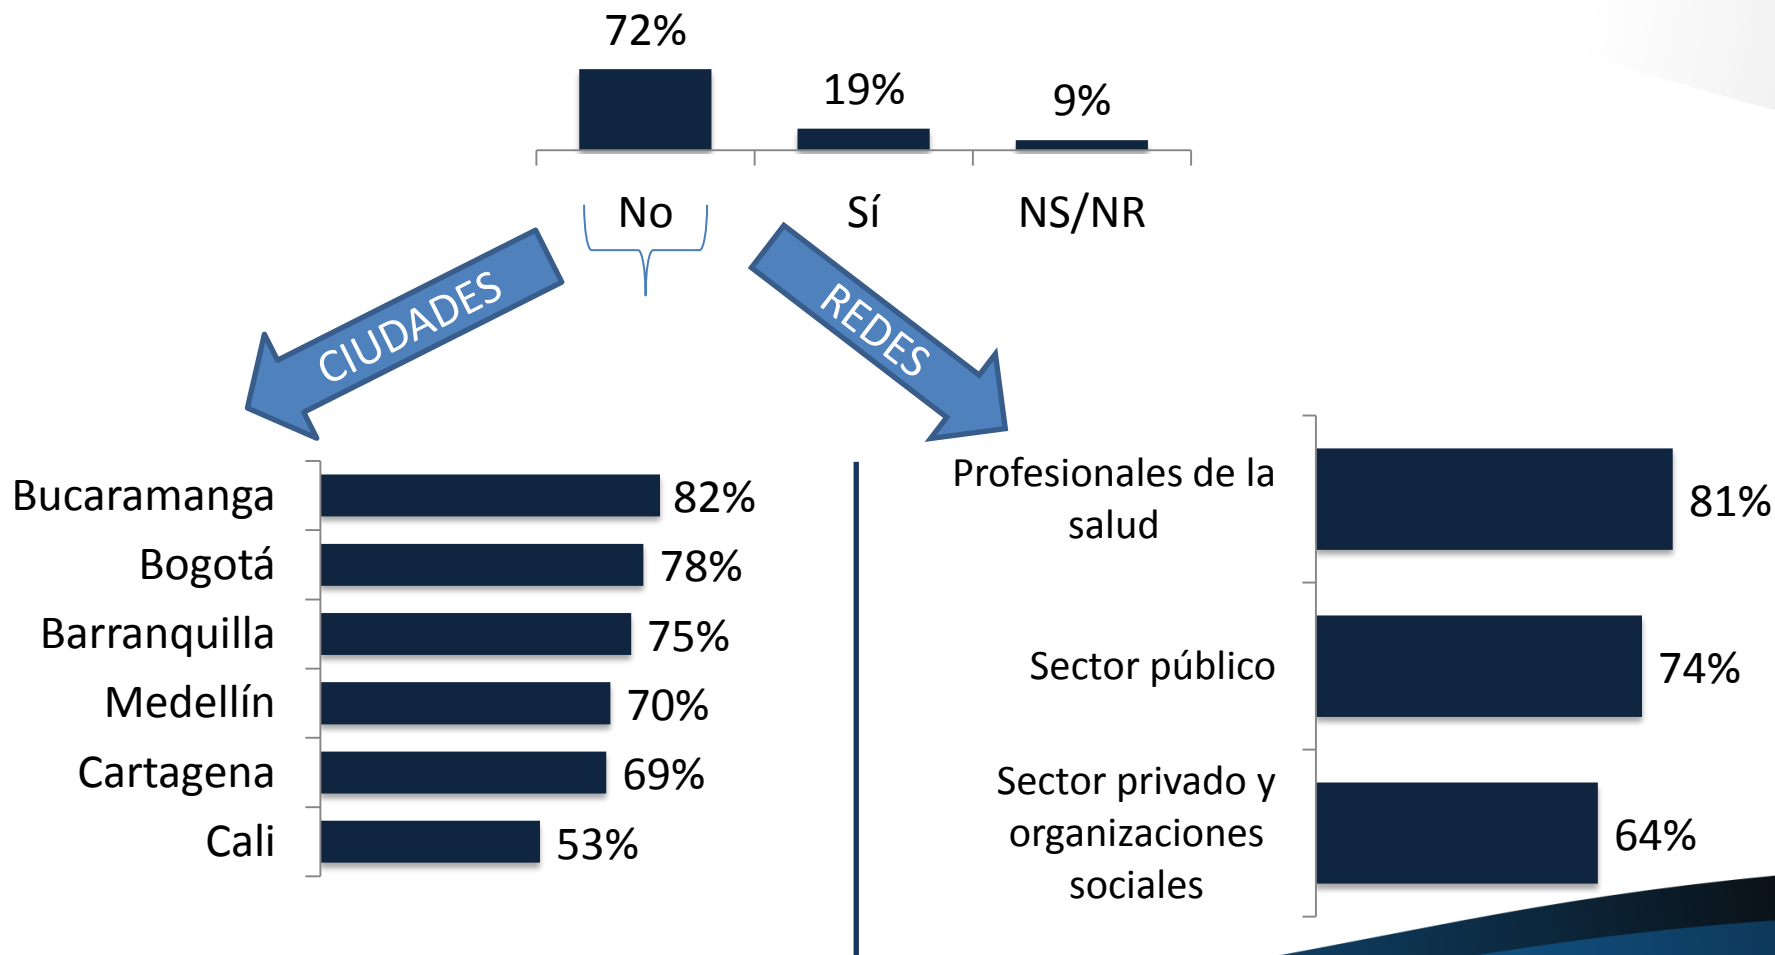 72%
19%
9%
No
Sí
NS/NR
CIUDADES
REDES
Bucaramanga
82%
Bogotá
78%
Barranquilla
75%
Medellín
70%
Cartagena
69%
Cali
53%
Profesionales de la
salud
81%
Sector público
74%
Sector privado y
organizaciones
sociales
64%